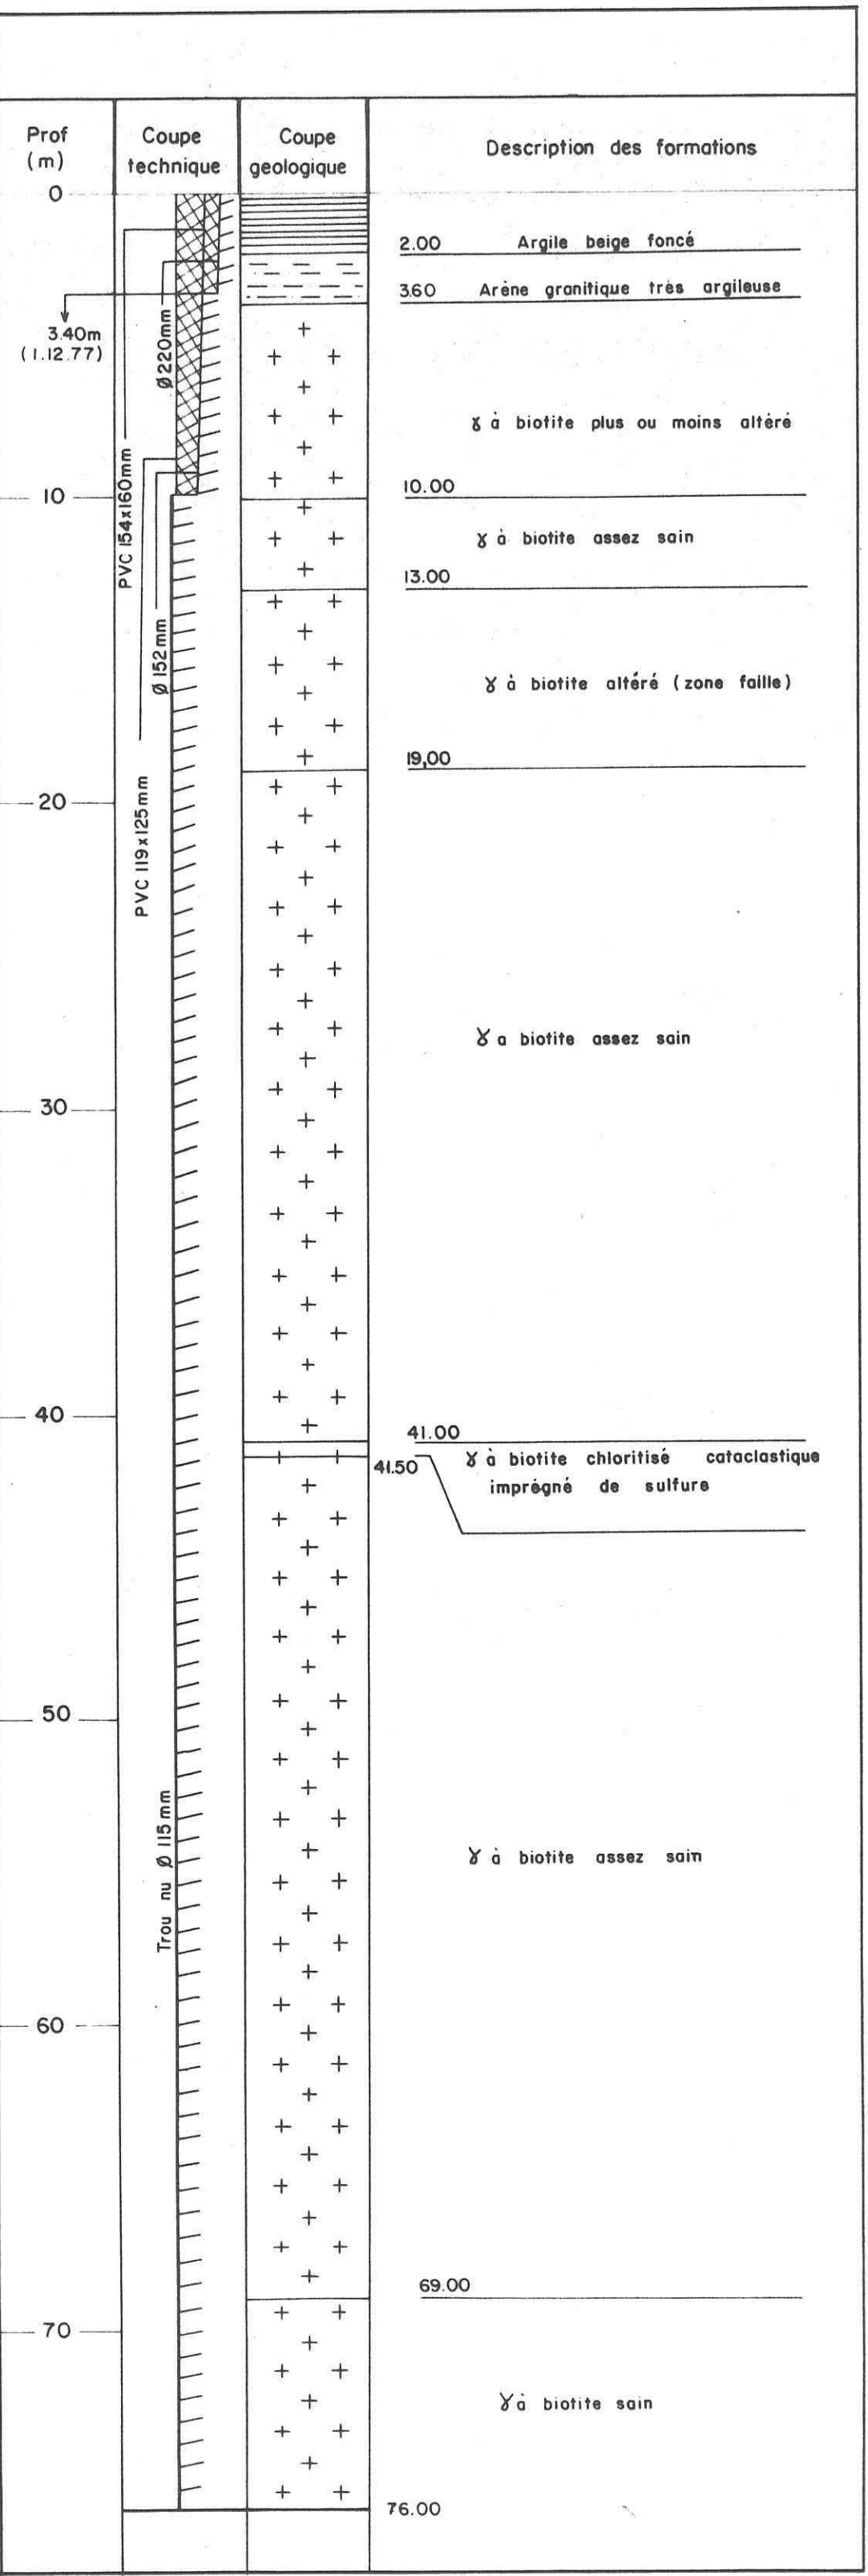 Prof
(m)
Coupe
technique
Coupe
geologique
Description des formations
0
2.00 Argile beige foncé
3.60 Arène granitique très argileuse
3.40m
(1.12.77)
Ø220mm
PVC 154x160mm
ɣ à biotite plus ou moins altéré
10
10.00
ɣ à biotite assez sain
13.00
Ø 152mm
ɣ à biotite altéré (zone faille)
19,00
20
PVC 119x125mm
ɣ a biotite assez sain
30
40
41.00
41.50
ɣ à biotite chloritisé cataclastique
imprégné de sulfure
50
Trou nu Ø 115mm
ɣ à biotite assez sain
60
69.00
70
ɣ à biotite sain
76.00